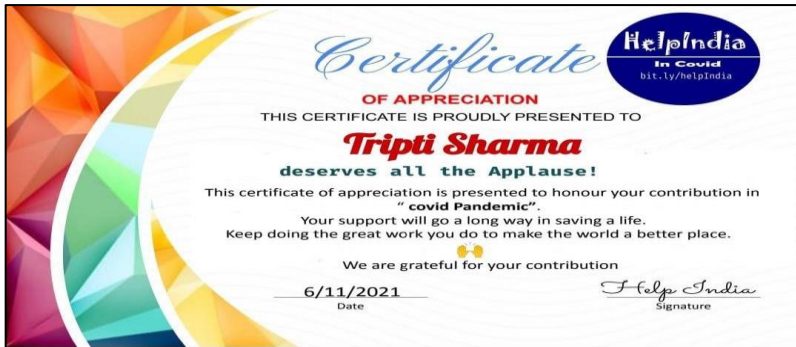 Certificate
HelpIndia
In Covid
bit.ly/helpIndia
OF APPRECIATION
THIS CERTIFICATE IS PROUDLY PRESENTED TO
Tripti Sharma
deserves all the Applause!
This certificate of appreciation is presented to honour your contribution in
“ covid Pandemic”.
Your support will go a long way in saving a life.
Keep doing the great work you do to make the world a better place.
🙌
We are grateful for your contribution
6/11/2021
Help India
Date
Signature